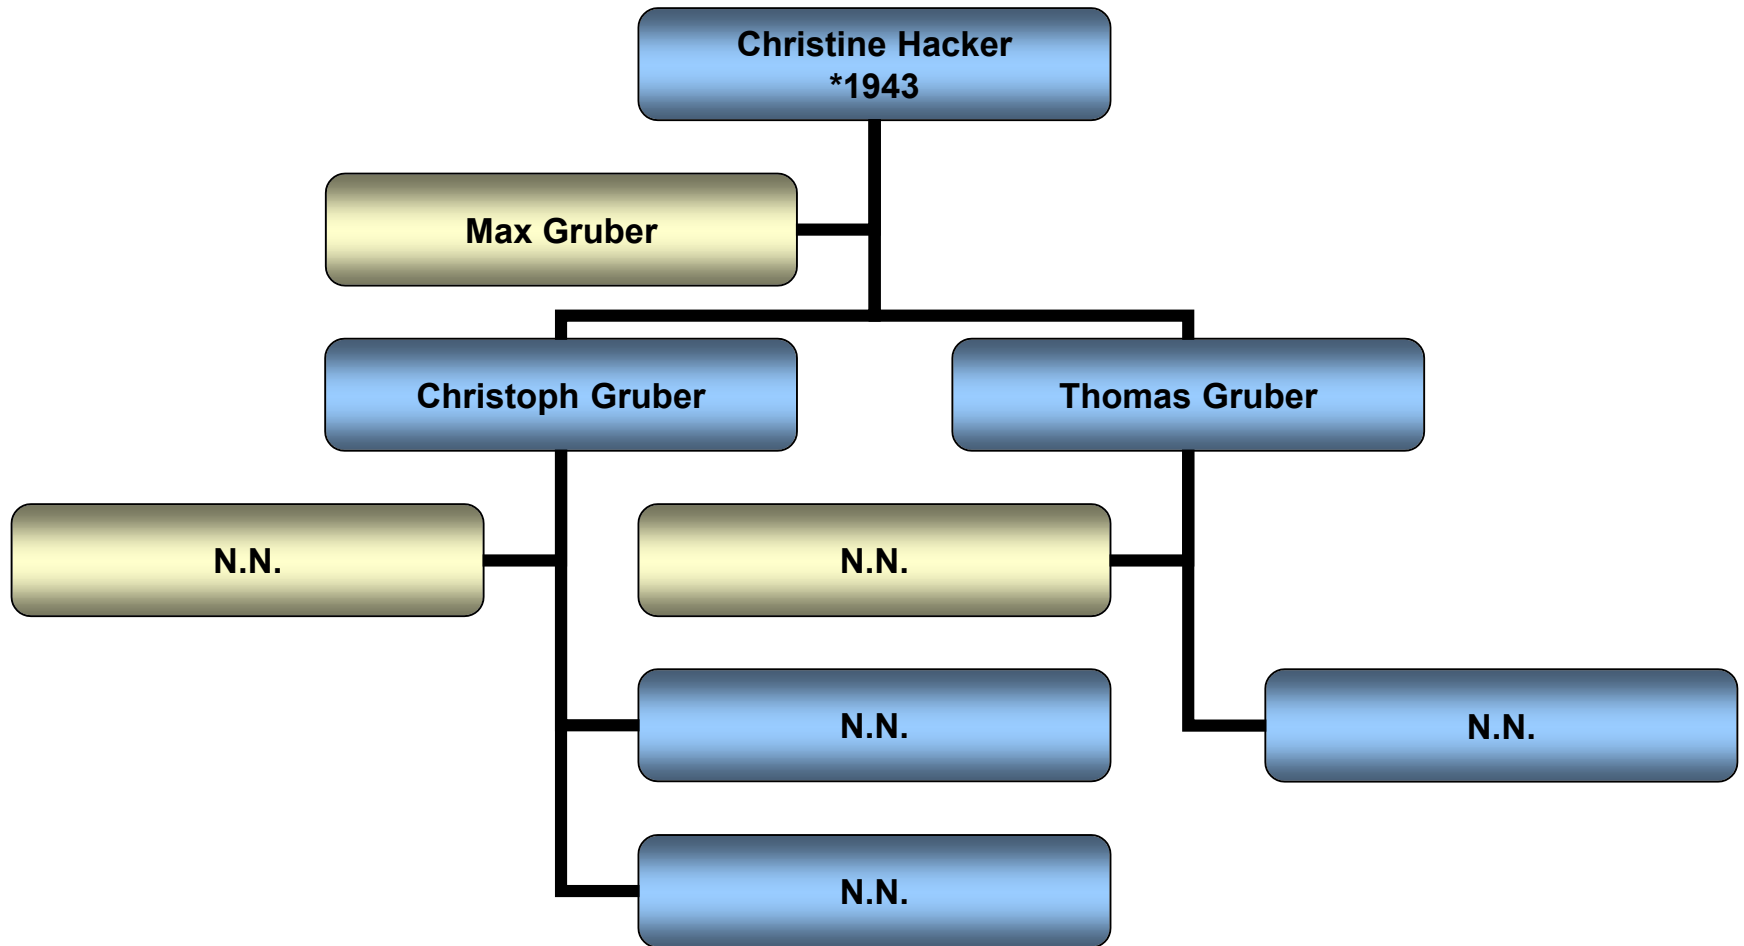 Christine Hacker
*1943
Max Gruber
Christoph Gruber
Thomas Gruber
N.N.
N.N.
N.N.
N.N.
N.N.